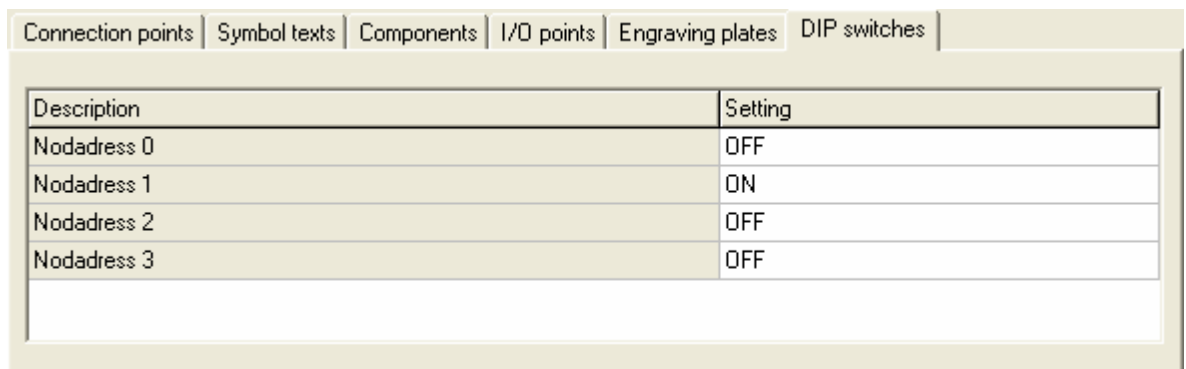 Connection points Symbol texts Components I/O points Engraving plates DIP switches
Description Setting
Nodadress 0 OFF
Nodadress 1 ON
Nodadress 2 OFF
Nodadress 3 OFF